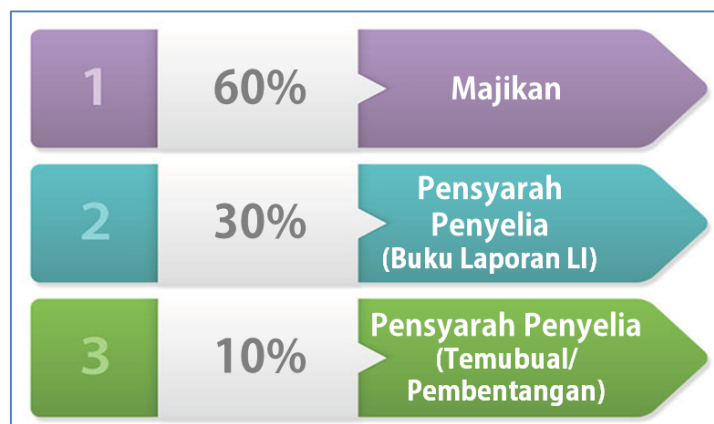 1
60%
Majikan
2
30%
Pensyarah
Penyelia
(Buku Laporan LI)
3
10%
Pensyarah Penyelia
(Temubual/
Pembentangan)